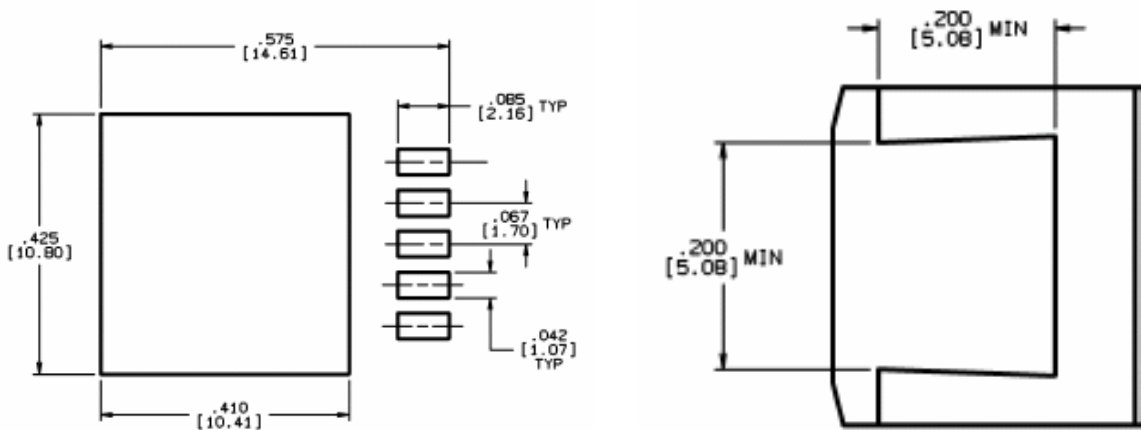 .575
[14.61]
.085
[2.16] TYP
.067
[1.70] TYP
.425
[10.80]
.042
[1.07]
TYP
.410
[10.41]
.200
[5.08] MIN
.200
[5.08] MIN